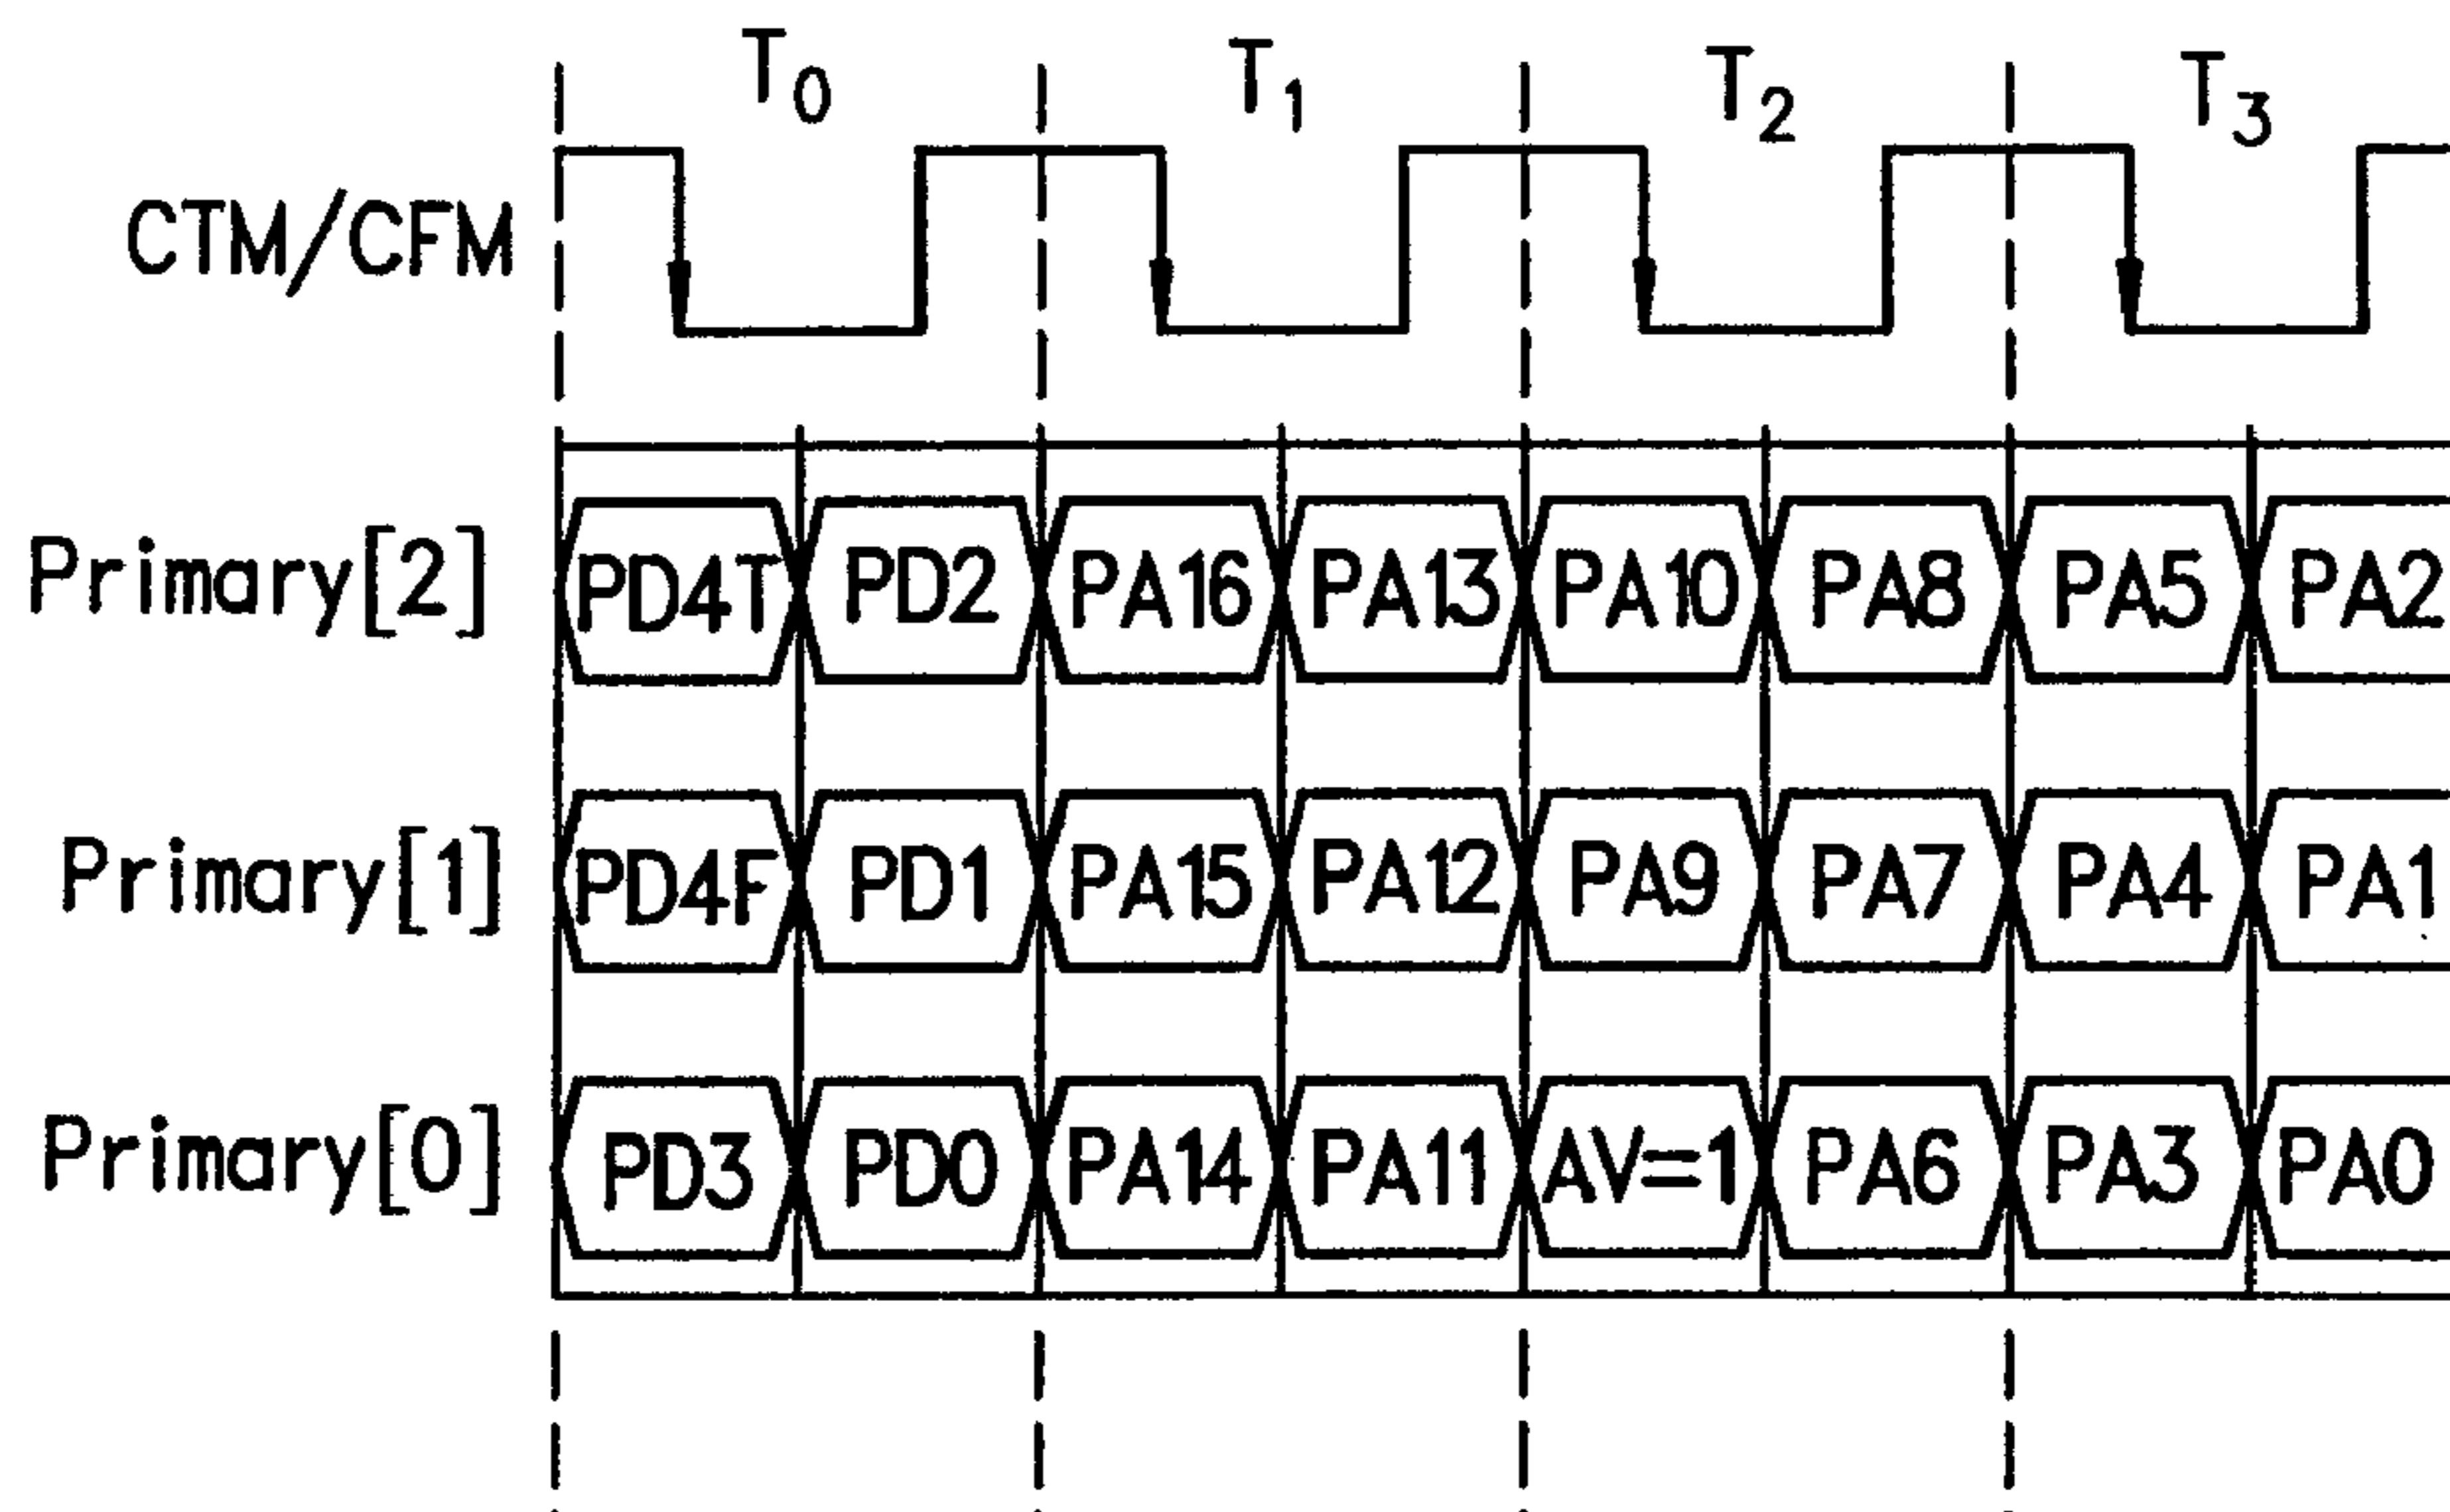 T0 T1 T2 T3
CTM/CFM
Primary[2] PD4T PD2 PA16 PA13 PA10 PA8 PA5 PA2
Primary[1] PD4F PD1 PA15 PA12 PA9 PA7 PA4 PA1
Primary[0] PD3 PD0 PA14 PA11 AV=1 PA6 PA3 PA0